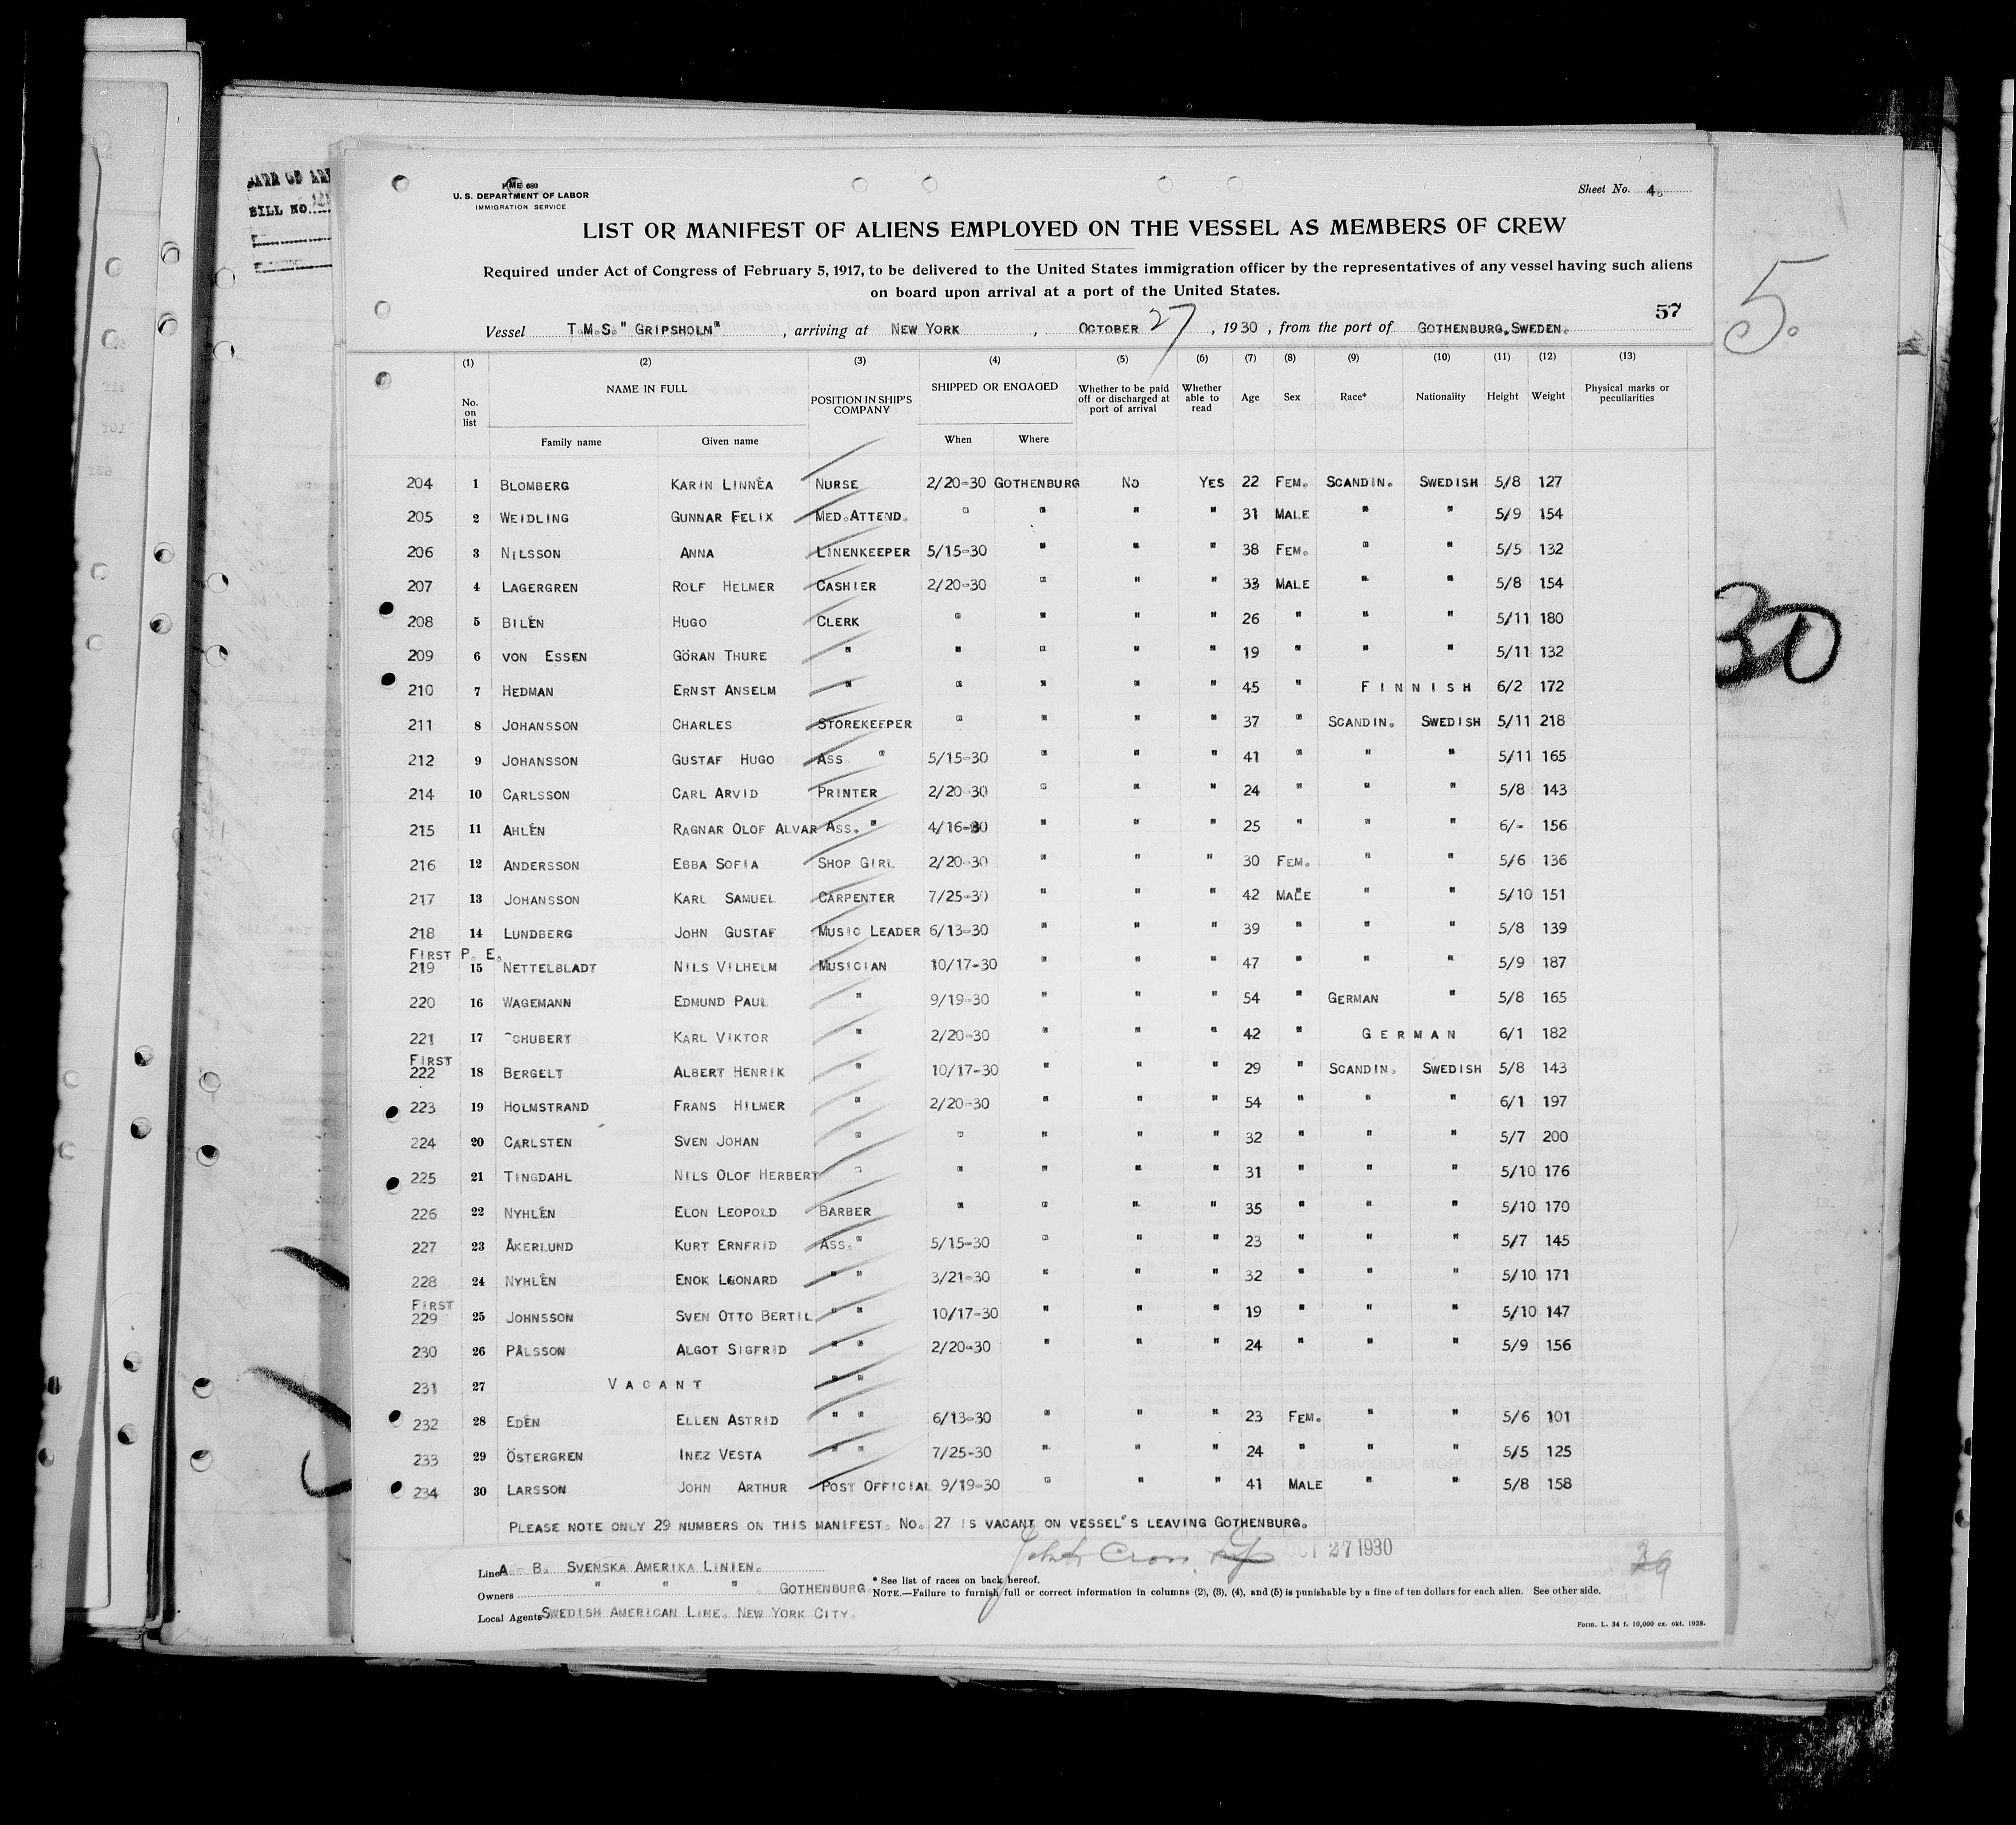 BILL NO.
680
U. S. DEPARTMENT OF LABOR
IMMIGRATION SERVICE
Sheet No. 4.
LIST OR MANIFEST OF ALIENS EMPLOYED ON THE VESSEL AS MEMBERS OF CREW
Required under Act of Congress of February 5, 1917, to be delivered to the United States immigration officer by the representatives of any vessel having such aliens
on board upon arrival at a port of the United States.
57
5.
Vessel T.M.S." GRIPSHOLM" , arriving at NEW YORK , OCTOBER 27 , 1930 , from the port of GOTHENBURG,SWEDEN.
(1) (2) (3) (4) (5) (6) (7) (8) (9) (10) (11) (12) (13)
No. on list NAME IN FULL POSITION IN SHIP'S COMPANY SHIPPED OR ENGAGED Whether to be paid off or discharged at port of arrival Whether able to read Age Sex Race* Nationality Height Weight Physical marks or peculiarities
Family name Given name When Where
204 1 BLOMBERG KARIN LINNÉA NURSE 2/20-30 GOTHENBURG NO YES 22 FEM. SCANDIN. SWEDISH 5/8 127
205 2 WEIDLING GUNNAR FELIX MED.ATTEND. " " " " 31 MALE " " 5/9 154
206 3 NILSSON ANNA LINENKEEPER 5/15-30 " " " 38 FEM. " " 5/5 132
207 4 LAGERGREN ROLF HELMER CASHIER 2/20-30 " " " 33 MALE " " 5/8 154
208 5 BILÉN HUGO CLERK " " " " 26 " " " 5/11 180
209 6 VON ESSEN GÖRAN THURE " " " " " 19 " " " 5/11 132
210 7 HEDMAN ERNST ANSELM " " " " " 45 " FINNISH 6/2 172
211 8 JOHANSSON CHARLES STOREKEEPER " " " " 37 " SCANDIN. SWEDISH 5/11 218
212 9 JOHANSSON GUSTAF HUGO ASS " 5/15-30 " " " 41 " " " 5/11 165
214 10 CARLSSON CARL ARVID PRINTER 2/20-30 " " " 24 " " " 5/8 143
215 11 AHLÉN RAGNAR OLOF ALVAR ASS. " 4/16-30 " " " 25 " " " 6/- 156
216 12 ANDERSSON EBBA SOFIA SHOP GIRL 2/20-30 " " " 30 FEM. " " 5/6 136
217 13 JOHANSSON KARL SAMUEL CARPENTER 7/25-30 " " " 42 MALE " " 5/10 151
218 14 LUNDBERG JOHN GUSTAF MUSIC LEADER 6/13-30 " " " 39 " " " 5/8 139
FIRST P. E.
219 15 NETTELBLADT NILS VILHELM MUSICIAN 10/17-30 " " " 47 " " " 5/9 187
220 16 WAGEMANN EDMUND PAUL " 9/19-30 " " " 54 " GERMAN " 5/8 165
221 17 SCHUBERT KARL VIKTOR " 2/20-30 " " " 42 " GERMAN 6/1 182
FIRST
222 18 BERGELT ALBERT HENRIK " 10/17-30 " " " 29 " SCANDIN. SWEDISH 5/8 143
223 19 HOLMSTRAND FRANS HILMER " 2/20-30 " " " 54 " " " 6/1 197
224 20 CARLSTEN SVEN JOHAN " " " " " 32 " " " 5/7 200
225 21 TINGDAHL NILS OLOF HERBERT " " " " " 31 " " " 5/10 176
226 22 NYHLÉN ELON LEOPOLD BARBER " " " " 35 " " " 5/10 170
227 23 ÅKERLUND KURT ERNFRID ASS." 5/15-30 " " " 23 " " " 5/7 145
228 24 NYHLÉN ENOK LEONARD " " 3/21-30 " " " 32 " " " 5/10 171
FIRST
229 25 JOHNSSON SVEN OTTO BERTIL " " 10/17-30 " " " 19 " " " 5/10 147
230 26 PÅLSSON ALGOT SIGFRID " " 2/20-30 " " " 24 " " " 5/9 156
231 27 VACANT " "
232 28 EDÉN ELLEN ASTRID " " 6/13-30 " " " 23 FEM. " " 5/6 101
233 29 ÖSTERGREN INEZ VESTA " " 7/25-30 " " " 24 " " " 5/5 125
234 30 LARSSON JOHN ARTHUR POST OFFICIAL 9/19-30 " " " 41 MALE " " 5/8 158
PLEASE NOTE ONLY 29 NUMBERS ON THIS MANIFEST. NO. 27 IS VACANT ON VESSEL'S LEAVING GOTHENBURG.
30
OCT 27 1930
Line A. B. SVENSKA AMERIKA LINIEN.
* See list of races on back hereof.
Owners " " " . GOTHENBURG
NOTE.—Failure to furnish full or correct information in columns (2), (3), (4), and (5) is punishable by a fine of ten dollars for each alien. See other side.
Local Agents SWEDISH AMERICAN LINE. NEW YORK CITY.
Form. L. 34 f. 10,000 ex. okt. 1928.